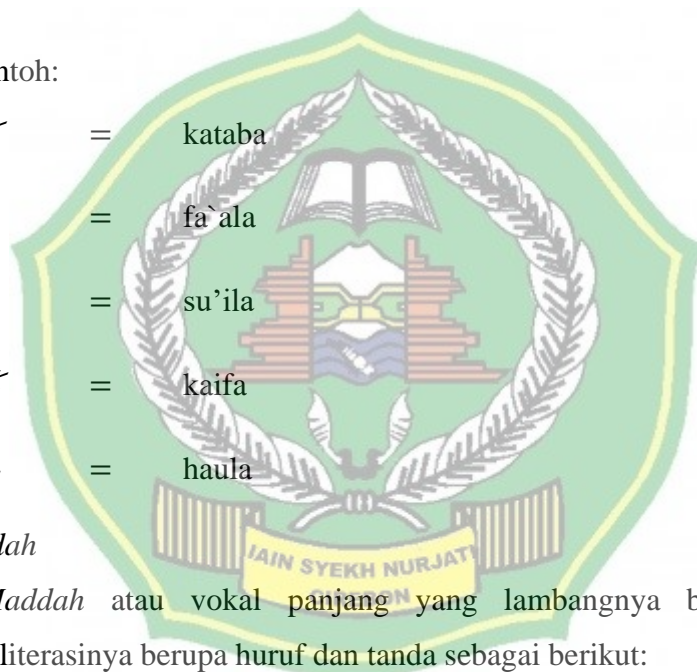 ntoh:
= kataba
= fa`ala
= su'ila
= kaifa
= haula
dah
Maddah atau vokal panjang yang lambangnya b
literasinya berupa huruf dan tanda sebagai berikut:
IAIN SYEKH NURJATI
CIREBON